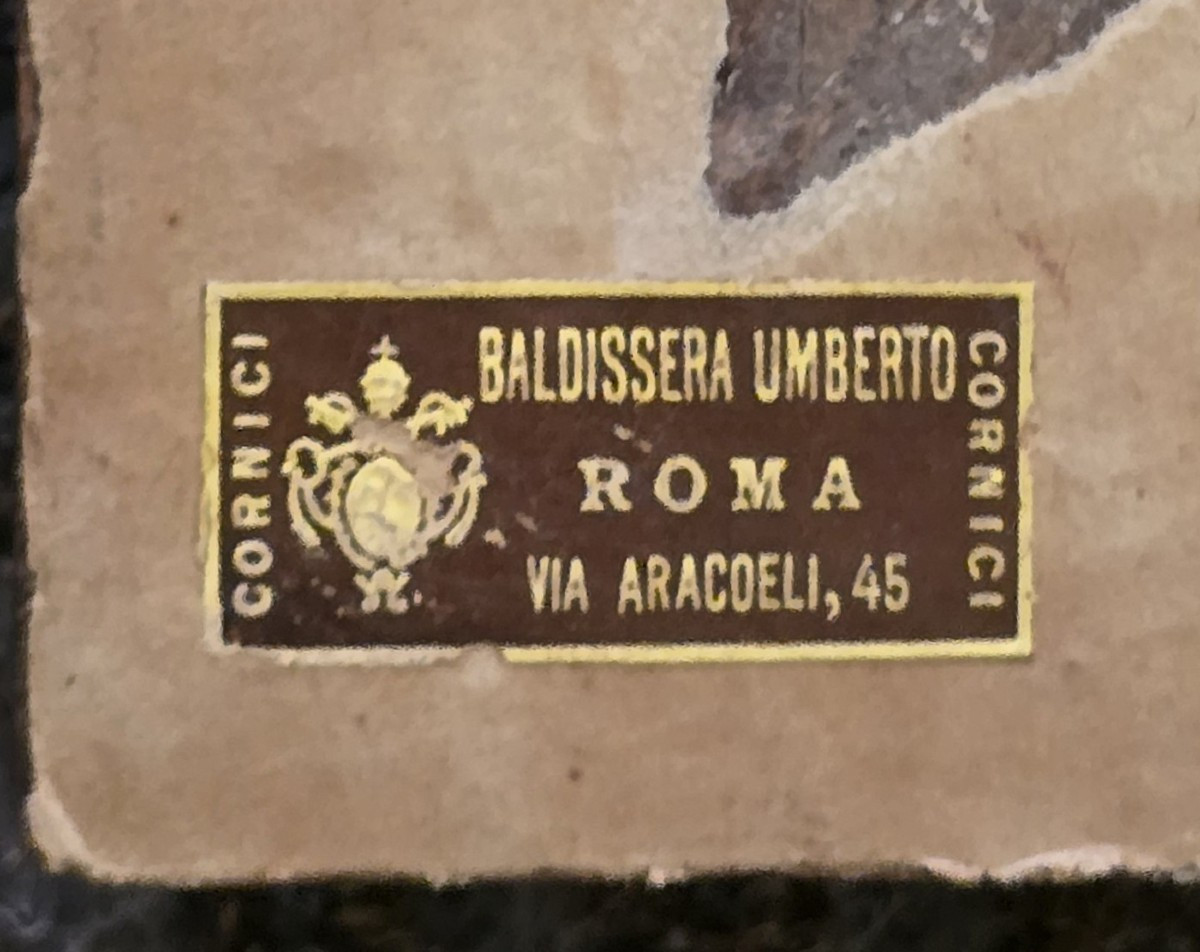 CORNICI
BALDISSERA UMBERTO
ROMA
VIA ARACOELI, 45
CORNICI